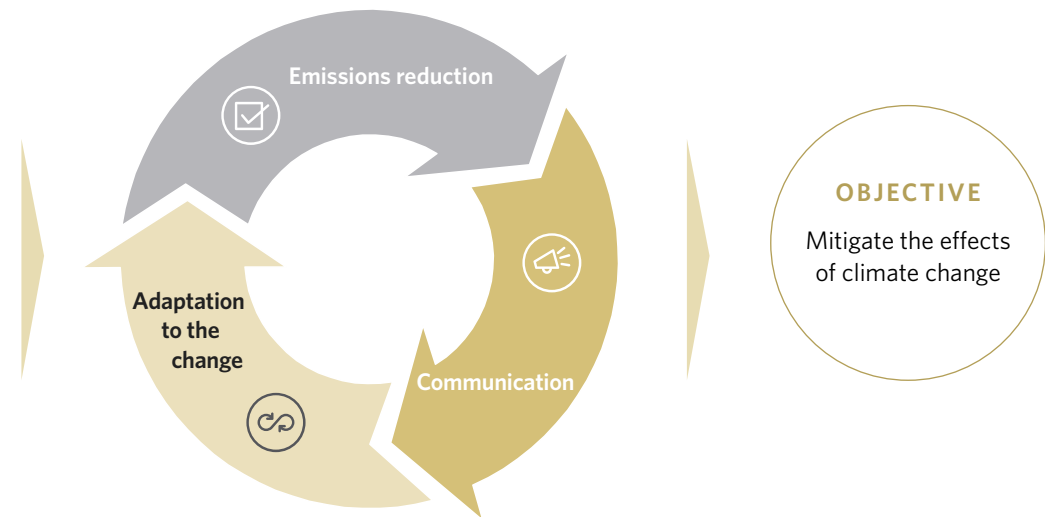 Emissions reduction
Adaptation
to the
change
Communication
OBJECTIVE
Mitigate the effects
of climate change